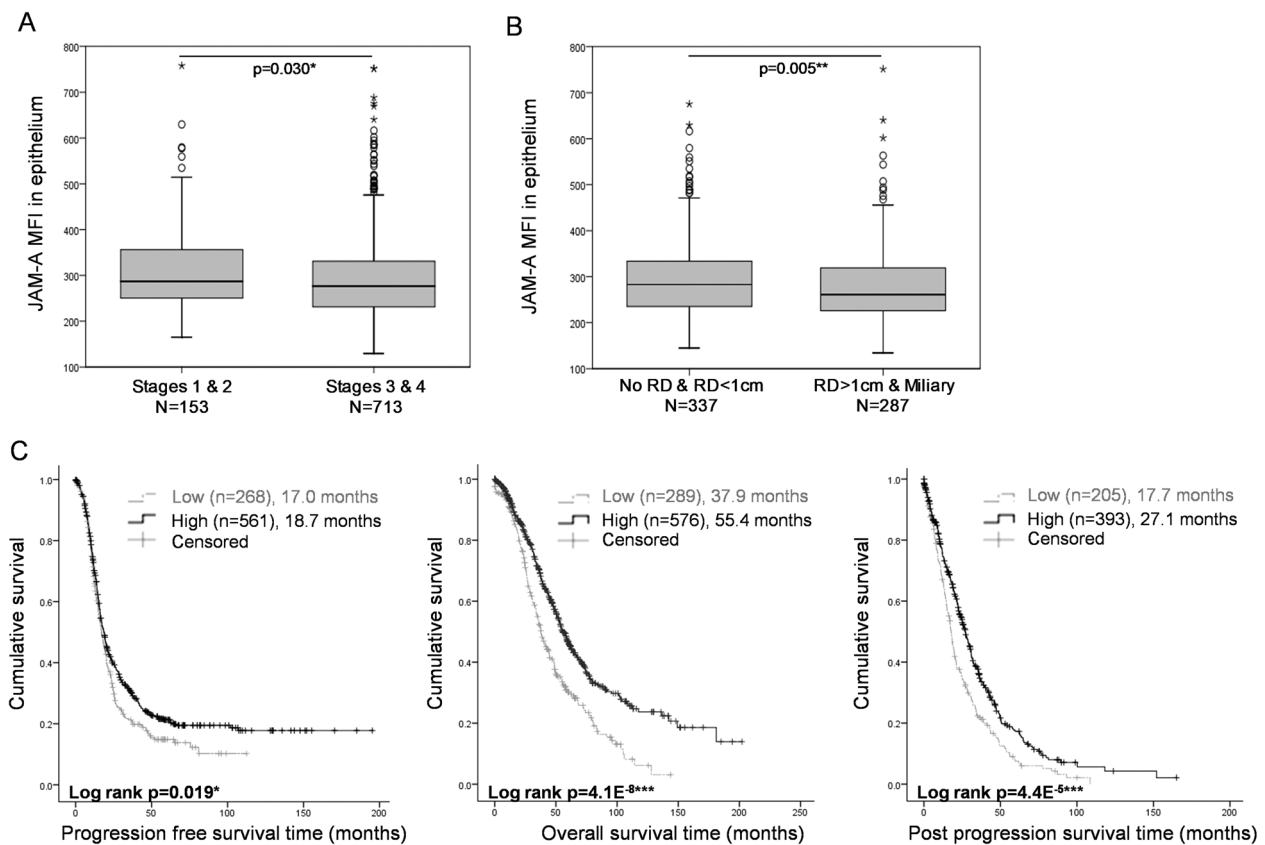 A
JAM-A MFI in epithelium
800
700
600
500
400
300
200
100
p=0.030*
Stages 1 & 2
N=153
Stages 3 & 4
N=713
B
JAM-A MFI in epithelium
800
700
600
500
400
300
200
100
p=0.005**
No RD & RD<1cm
N=337
RD>1cm & Miliary
N=287
C
Cumulative survival
1.0
0.8
0.6
0.4
0.2
0.0
Low (n=268), 17.0 months
High (n=561), 18.7 months
Censored
Log rank p=0.019*
0 50 100 150 200
Progression free survival time (months)
Cumulative survival
1.0
0.8
0.6
0.4
0.2
0.0
Low (n=289), 37.9 months
High (n=576), 55.4 months
Censored
Log rank p=4.1E-8***
0 50 100 150 200 250
Overall survival time (months)
Cumulative survival
1.0
0.8
0.6
0.4
0.2
0.0
Low (n=205), 17.7 months
High (n=393), 27.1 months
Censored
Log rank p=4.4E-5***
0 50 100 150 200
Post progression survival time (months)